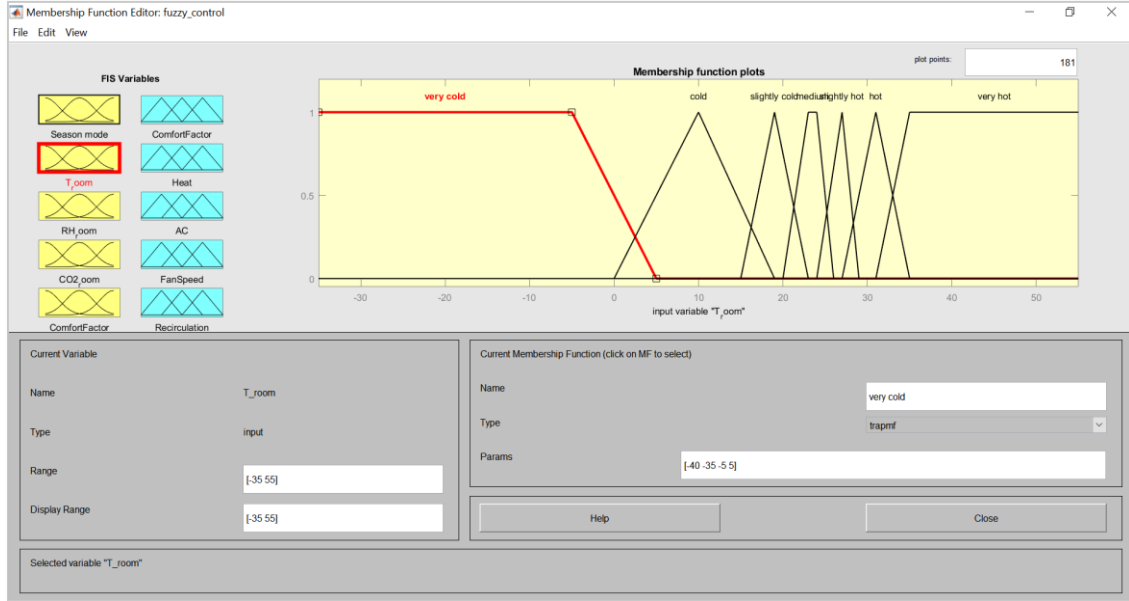 Membership Function Editor: fuzzy_control
File Edit View
FIS Variables
Season mode
ComfortFactor
T_room
Heat
RH_room
AC
CO2_room
FanSpeed
ComfortFactor
Recirculation
Membership function plots
plot points:
181
very cold
cold
slightly cold
medium
slightly hot
hot
very hot
1
0.5
0
-30 -20 -10 0 10 20 30 40 50
input variable "T_room"
Current Variable
Name T_room
Type input
Range [-35 55]
Display Range [-35 55]
Current Membership Function (click on MF to select)
Name very cold
Type trapmf
Params [-40 -35 -5 5]
Help
Close
Selected variable "T_room"